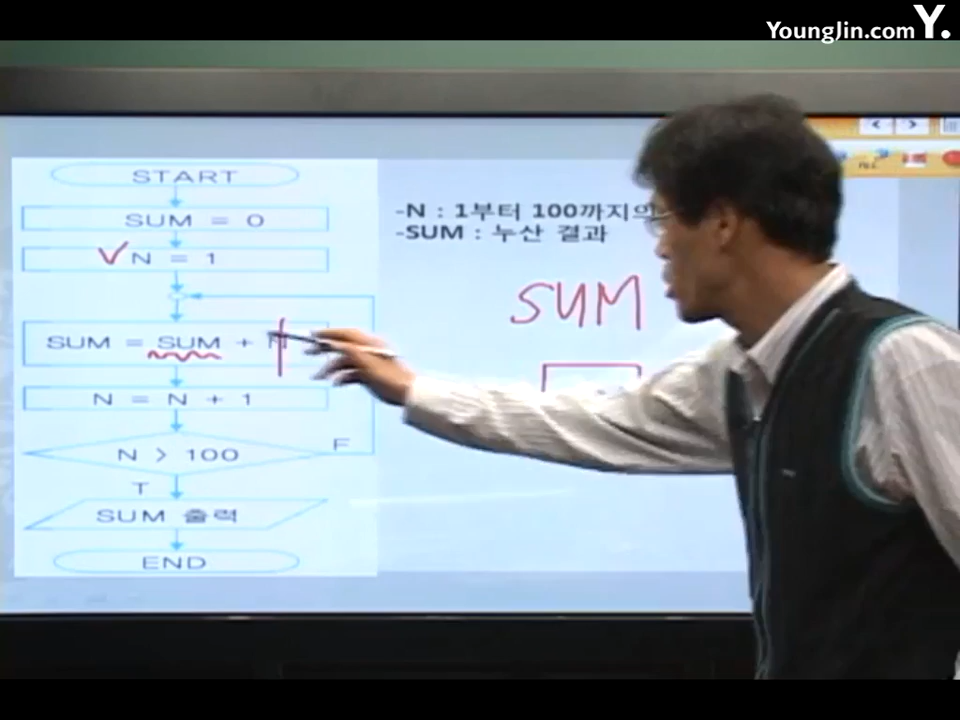 YoungJin.com Y.
START
SUM = 0
V N = 1
SUM = SUM + N
N = N + 1
N > 100
F
T
SUM 출력
END
-N : 1부터 100까지의
-SUM : 누산 결과
SUM